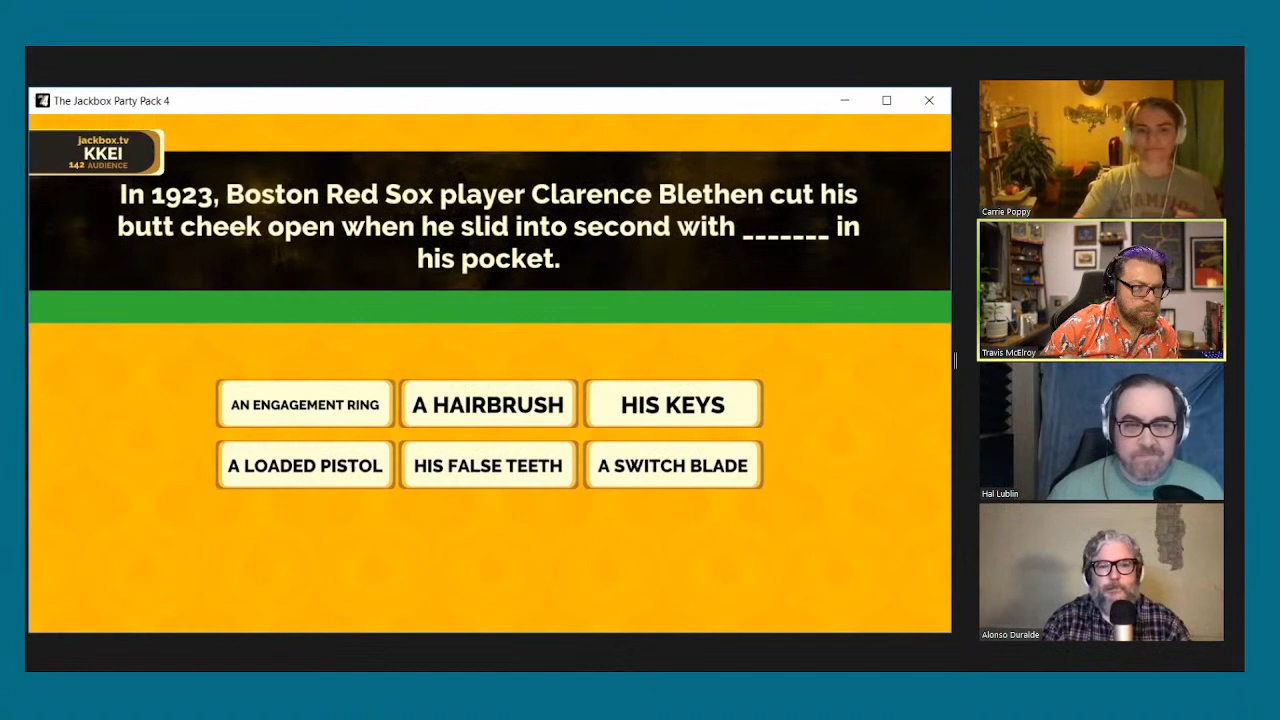 The Jackbox Party Pack 4
jackbox.tv
KKEI
142 AUDIENCE
In 1923, Boston Red Sox player Clarence Blethen cut his
butt cheek open when he slid into second with _______ in
his pocket.
AN ENGAGEMENT RING
A HAIRBRUSH
HIS KEYS
A LOADED PISTOL
HIS FALSE TEETH
A SWITCH BLADE
Carrie Poppy
Travis McElroy
Hal Lublin
Alonso Duralde